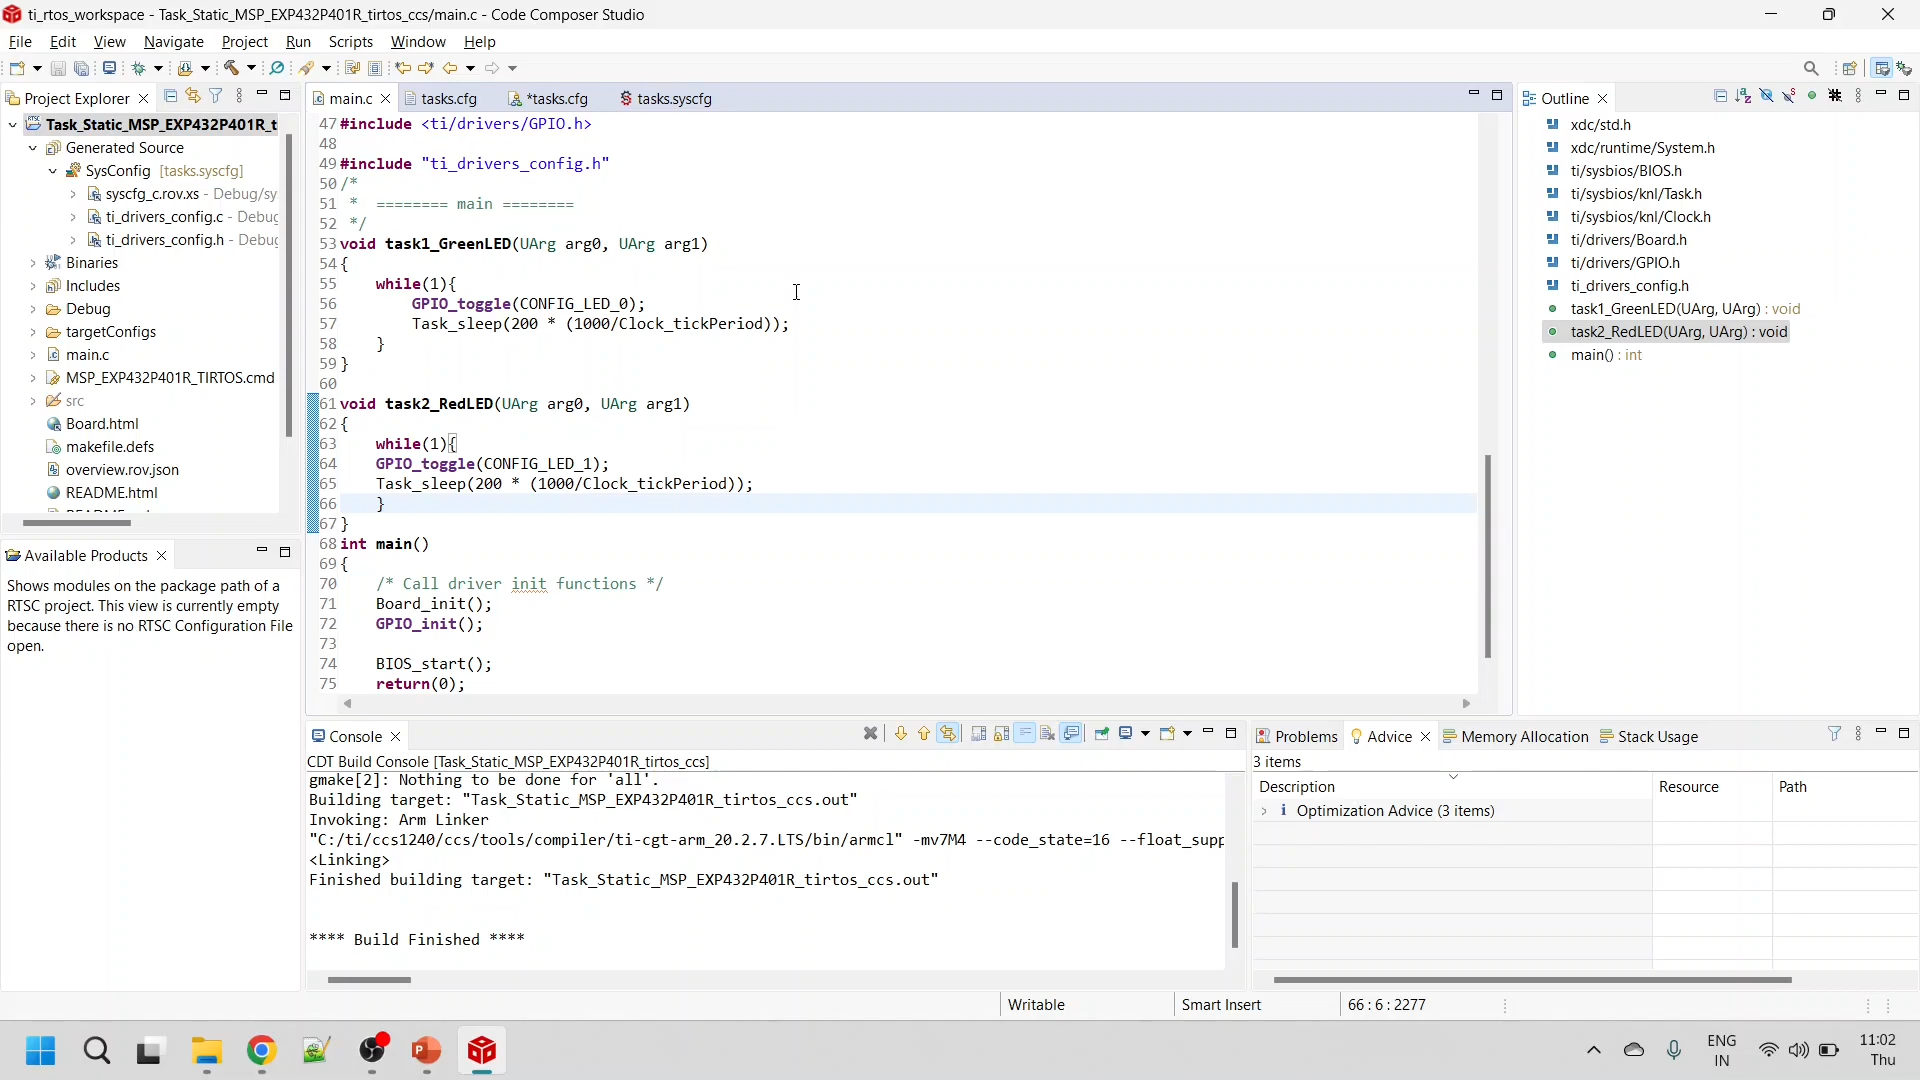 ti_rtos_workspace - Task_Static_MSP_EXP432P401R_tirtos_ccs/main.c - Code Composer Studio
File Edit View Navigate Project Run Scripts Window Help
Project Explorer
Task_Static_MSP_EXP432P401R_t
Generated Source
SysConfig [tasks.syscfg]
syscfg_c.rov.xs - Debug/sy
ti_drivers_config.c - Debug
ti_drivers_config.h - Debug
Binaries
Includes
Debug
targetConfigs
main.c
MSP_EXP432P401R_TIRTOS.cmd
src
Board.html
makefile.defs
overview.rov.json
README.html
Available Products
Shows modules on the package path of a
RTSC project. This view is currently empty
because there is no RTSC Configuration File
open.
main.c tasks.cfg *tasks.cfg tasks.syscfg
47 #include <ti/drivers/GPIO.h>
48
49 #include "ti_drivers_config.h"
50 /*
51 * ======== main ========
52 */
53 void task1_GreenLED(UArg arg0, UArg arg1)
54 {
55 while(1){
56 GPIO_toggle(CONFIG_LED_0);
57 Task_sleep(200 * (1000/Clock_tickPeriod));
58 }
59 }
60
61 void task2_RedLED(UArg arg0, UArg arg1)
62 {
63 while(1){
64 GPIO_toggle(CONFIG_LED_1);
65 Task_sleep(200 * (1000/Clock_tickPeriod));
66 }
67 }
68 int main()
69 {
70 /* Call driver init functions */
71 Board_init();
72 GPIO_init();
73
74 BIOS_start();
75 return(0);
Outline
xdc/std.h
xdc/runtime/System.h
ti/sysbios/BIOS.h
ti/sysbios/knl/Task.h
ti/sysbios/knl/Clock.h
ti/drivers/Board.h
ti/drivers/GPIO.h
ti_drivers_config.h
task1_GreenLED(UArg, UArg) : void
task2_RedLED(UArg, UArg) : void
main() : int
Console
CDT Build Console [Task_Static_MSP_EXP432P401R_tirtos_ccs]
gmake[2]: Nothing to be done for 'all'.
Building target: "Task_Static_MSP_EXP432P401R_tirtos_ccs.out"
Invoking: Arm Linker
"C:/ti/ccs1240/ccs/tools/compiler/ti-cgt-arm_20.2.7.LTS/bin/armcl" -mv7M4 --code_state=16 --float_supp
<Linking>
Finished building target: "Task_Static_MSP_EXP432P401R_tirtos_ccs.out"
**** Build Finished ****
Problems Advice Memory Allocation Stack Usage
3 items
Description Resource Path
Optimization Advice (3 items)
Writable Smart Insert 66 : 6 : 2277
ENG
IN
11:02
Thu